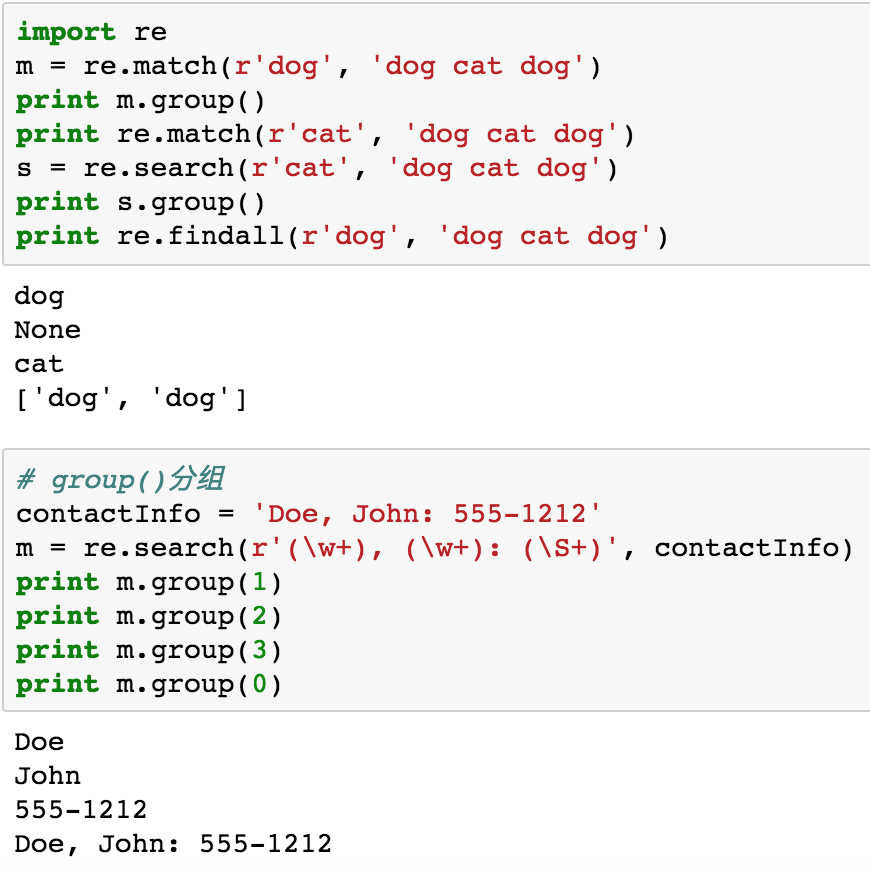 import re
m = re.match(r'dog', 'dog cat dog')
print m.group()
print re.match(r'cat', 'dog cat dog')
s = re.search(r'cat', 'dog cat dog')
print s.group()
print re.findall(r'dog', 'dog cat dog')
dog
None
cat
['dog', 'dog']
# group()分组
contactInfo = 'Doe, John: 555-1212'
m = re.search(r'(\w+), (\w+): (\S+)', contactInfo)
print m.group(1)
print m.group(2)
print m.group(3)
print m.group(0)
Doe
John
555-1212
Doe, John: 555-1212